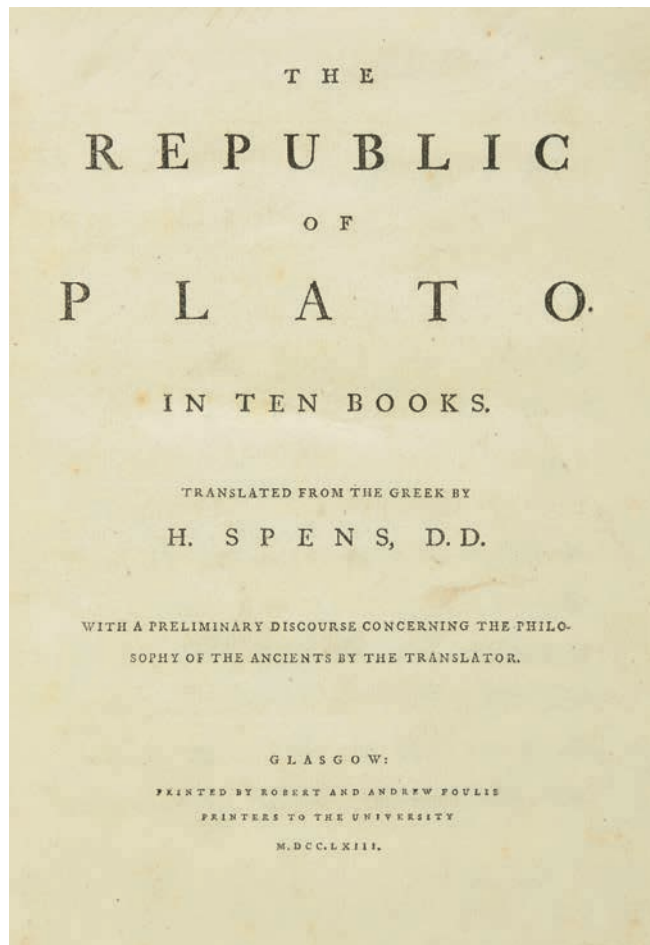 THE
REPUBLIC
OF
PLATO.
IN TEN BOOKS.
TRANSLATED FROM THE GREEK BY
H. SPENS, D. D.
WITH A PRELIMINARY DISCOURSE CONCERNING THE PHILO-
SOPHY OF THE ANCIENTS BY THE TRANSLATOR.
GLASGOW:
PRINTED BY ROBERT AND ANDREW FOULIS
PRINTERS TO THE UNIVERSITY
M.DCC.LXIII.